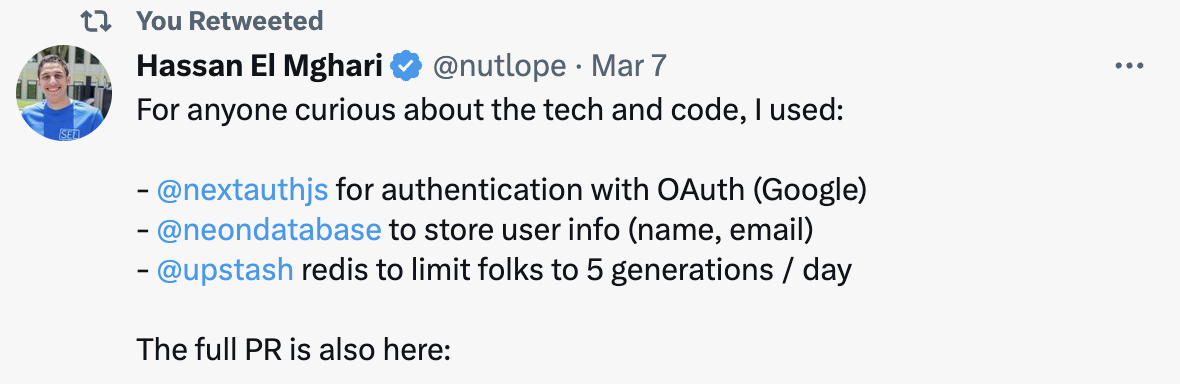 You Retweeted
Hassan El Mghari @nutlope · Mar 7
For anyone curious about the tech and code, I used:
- @nextauthjs for authentication with OAuth (Google)
- @neondatabase to store user info (name, email)
- @upstash redis to limit folks to 5 generations / day
The full PR is also here:
SET